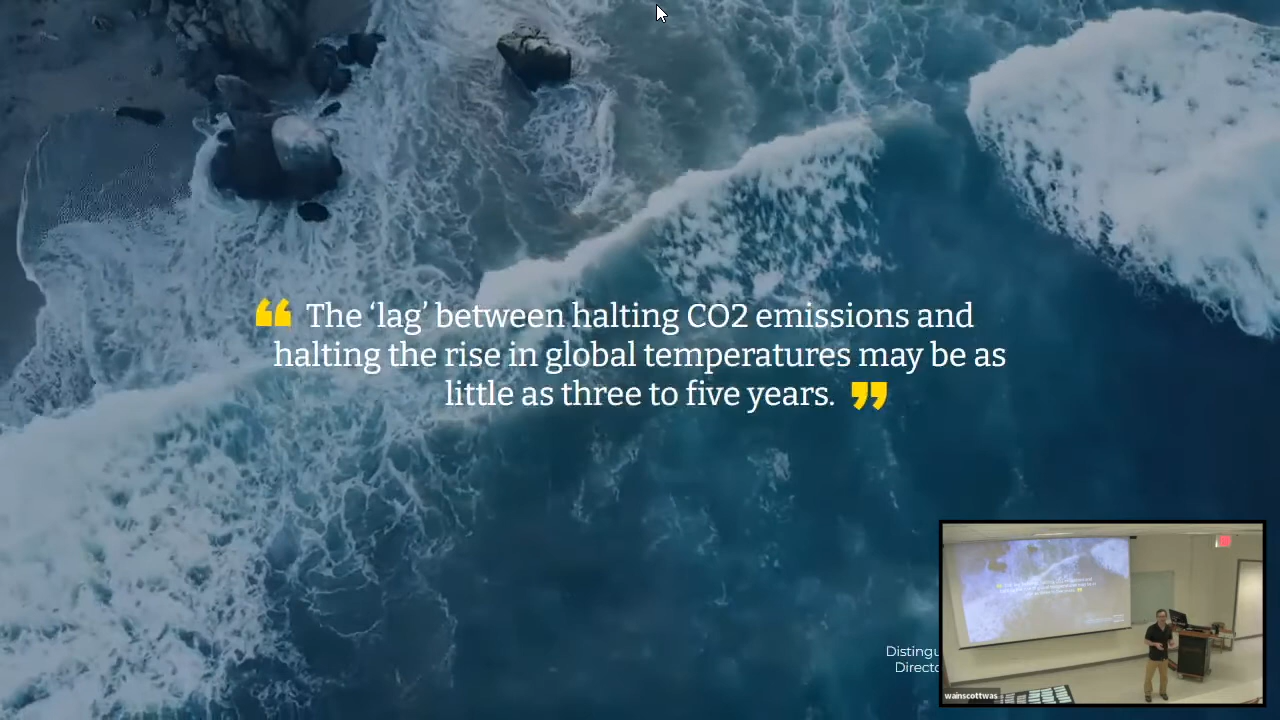 “ The ‘lag’ between halting CO2 emissions and
halting the rise in global temperatures may be as
little as three to five years. ”
wainscottwas